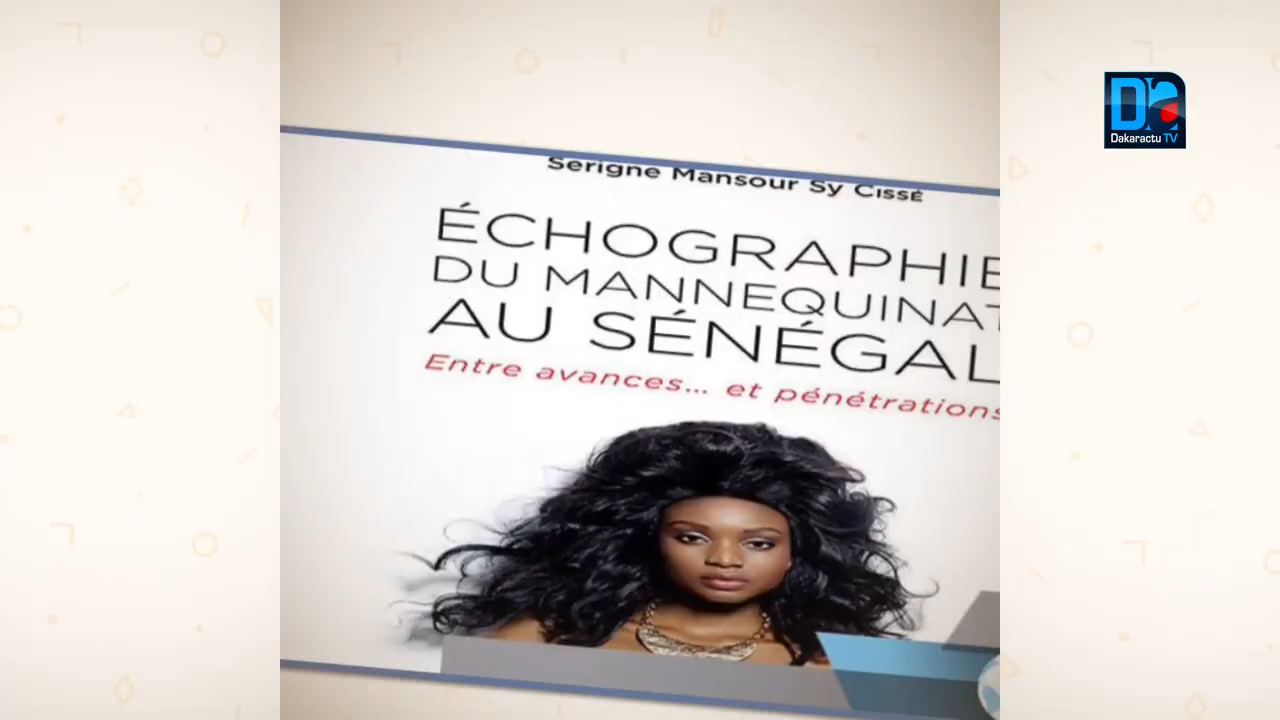 Dakaractu TV
Serigne Mansour Sy Cissé
ÉCHOGRAPHIE
DU MANNEQUINAT
AU SÉNÉGAL
Entre avances... et pénétrations